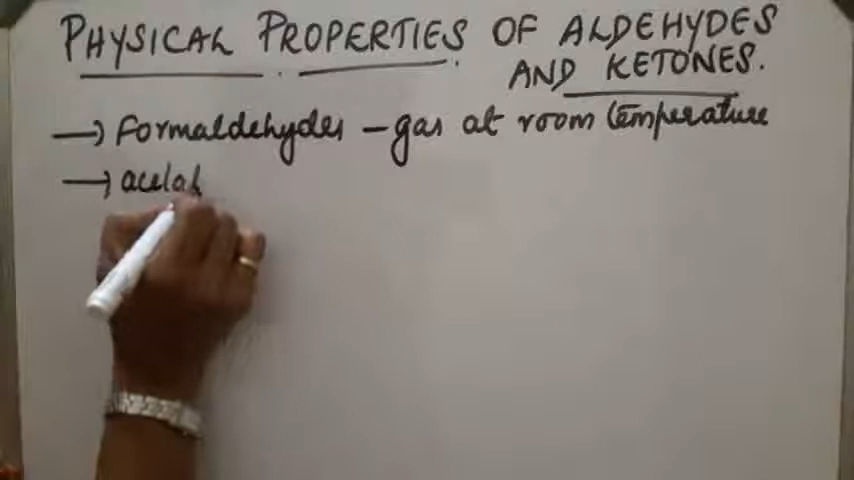 PHYSICAL PROPERTIES OF ALDEHYDES
AND KETONES.
→ Formaldehydes - gas at room temperature
→ acetal